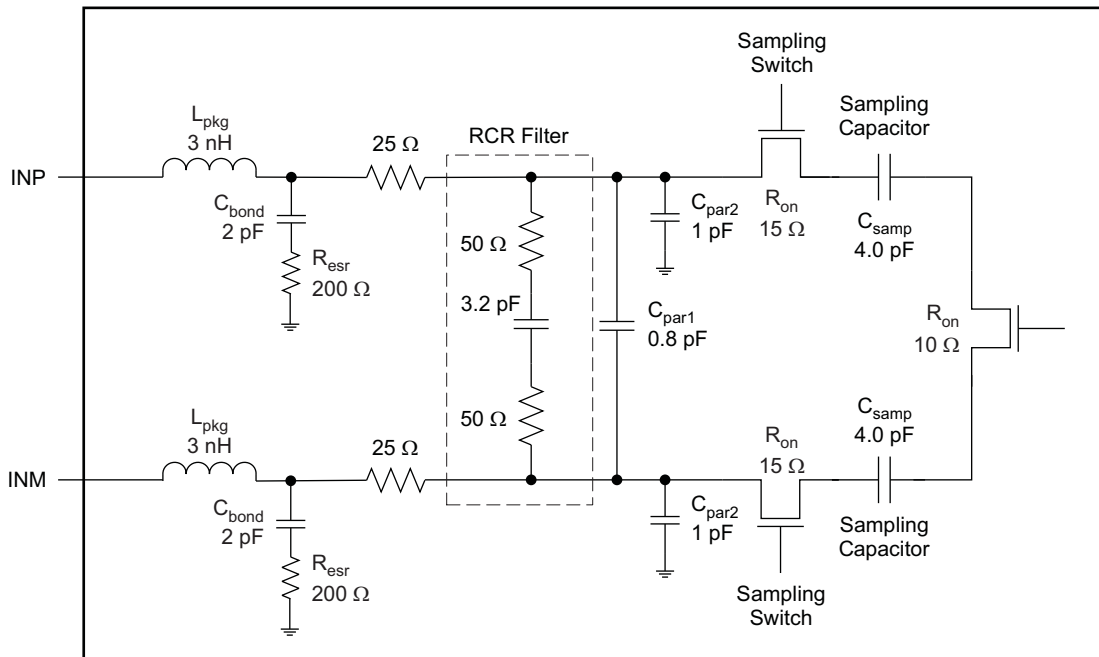 Sampling
Switch
Sampling
Capacitor
L_pkg
3 nH
25 Ω
RCR Filter
INP
C_bond
2 pF
R_esr
200 Ω
50 Ω
3.2 pF
50 Ω
C_par1
0.8 pF
C_par2
1 pF
R_on
15 Ω
C_samp
4.0 pF
R_on
10 Ω
L_pkg
3 nH
25 Ω
INM
C_bond
2 pF
R_esr
200 Ω
C_par2
1 pF
R_on
15 Ω
C_samp
4.0 pF
Sampling
Capacitor
Sampling
Switch